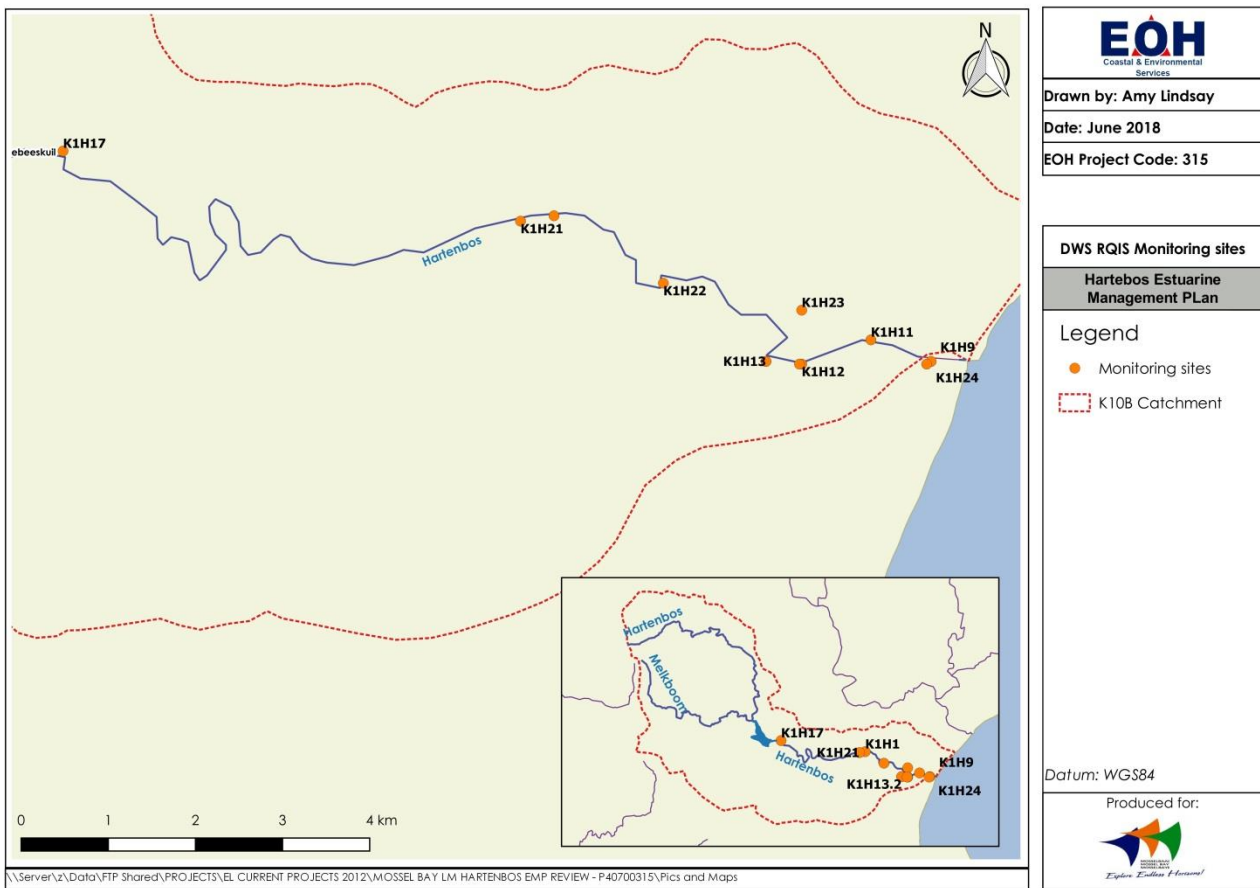 N
K1H17
ebeeskuil
K1H21
Hartenbos
K1H22
K1H23
K1H11
K1H13
K1H12
K1H9
K1H24
Hartenbos
Melkboom
K1H17
K1H21
K1H1
Hartenbos
K1H9
K1H13.2
K1H24
0 1 2 3 4 km
\\Server\z\Data\FTP Shared\PROJECTS\EL CURRENT PROJECTS 2012\MOSSEL BAY LM HARTENBOS EMP REVIEW - P40700315\Pics and Maps
EOH
Coastal & Environmental
Services
Drawn by: Amy Lindsay
Date: June 2018
EOH Project Code: 315
DWS RQIS Monitoring sites
Hartebos Estuarine
Management PLan
Legend
Monitoring sites
K10B Catchment
Datum: WGS84
Produced for:
MOSSELBAAI
MOSSEL BAY
Explore Endless Horizons!